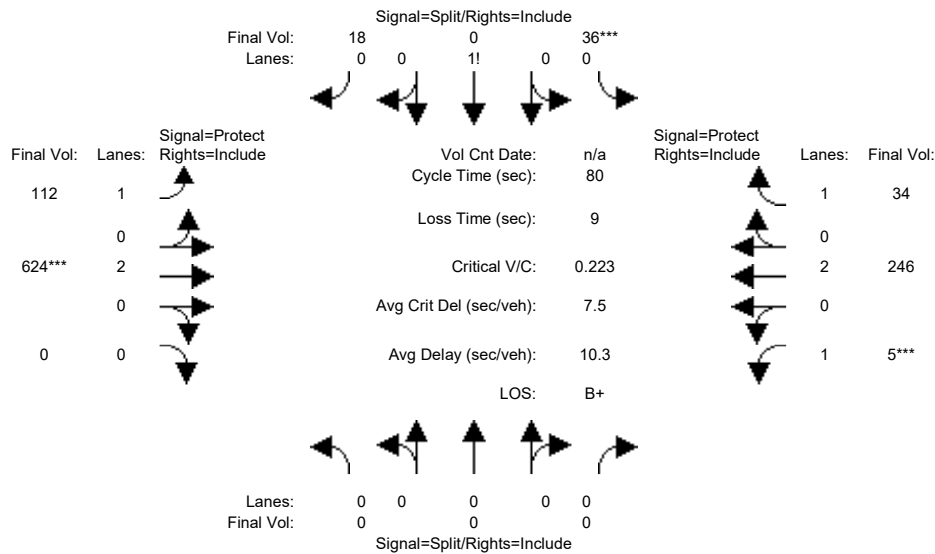 Signal=Split/Rights=Include
Final Vol: 18 0 36***
Lanes: 0 0 1! 0 0
Signal=Protect Signal=Protect
Final Vol: Lanes: Rights=Include Vol Cnt Date: n/a Rights=Include Lanes: Final Vol:
Cycle Time (sec): 80
112 1 1 34
Loss Time (sec): 9
0 0
624*** 2 Critical V/C: 0.223 2 246
0 Avg Crit Del (sec/veh): 7.5 0
0 0 Avg Delay (sec/veh): 10.3 1 5***
LOS: B+
Lanes: 0 0 0 0 0
Final Vol: 0 0 0
Signal=Split/Rights=Include